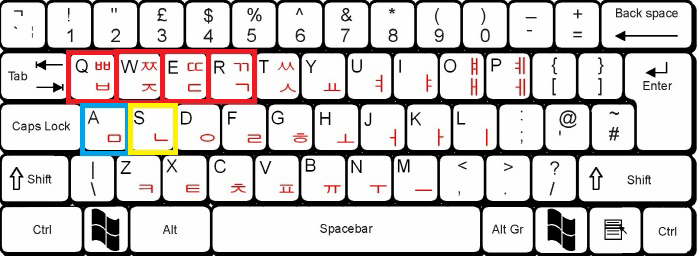 ¬ ! " £ $ % ^ & * ( ) _ + Back space
` ¦ 1 2 3 4 5 6 7 8 9 0 - =
Tab Q ㅃ W ㅉ E ㄸ R ㄲ T ㅆ Y U I O ㅒ P ㅖ { } Enter
ㅂ ㅈ ㄷ ㄱ ㅅ ㅛ ㅕ ㅑ ㅐ ㅔ [ ]
Caps Lock A S D F G H J K L : @ ~
ㅁ ㄴ ㅇ ㄹ ㅎ ㅗ ㅓ ㅏ ㅣ ; ' #
Shift | Z X C V B N M < > ? Shift
\ ㅋ ㅌ ㅊ ㅍ ㅠ ㅜ ㅡ , . /
Ctrl Alt Spacebar Alt Gr Ctrl